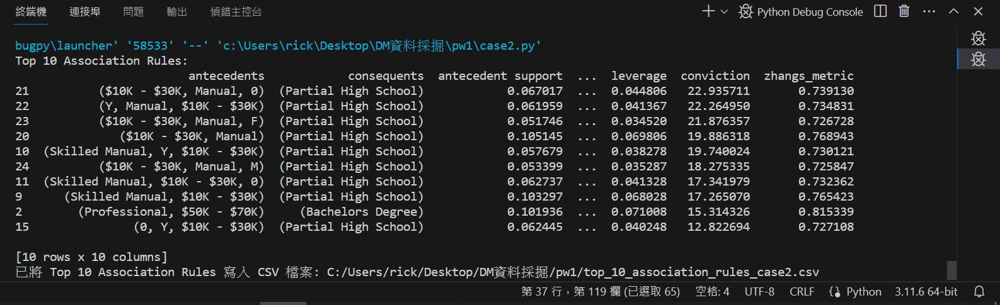 終端機 連接埠 問題 輸出 偵錯主控台 Python Debug Console
bugpy\launcher' '58533' '--' 'c:\Users\rick\Desktop\DM資料採掘\pw1\case2.py'
Top 10 Association Rules:
antecedents consequents antecedent support ... leverage conviction zhangs_metric
21 ($10K - $30K, Manual, 0) (Partial High School) 0.067017 ... 0.044806 22.935711 0.739130
22 (Y, Manual, $10K - $30K) (Partial High School) 0.061959 ... 0.041367 22.264950 0.734831
23 ($10K - $30K, Manual, F) (Partial High School) 0.051746 ... 0.034520 21.876357 0.726728
20 ($10K - $30K, Manual) (Partial High School) 0.105145 ... 0.069806 19.886318 0.768943
10 (Skilled Manual, Y, $10K - $30K) (Partial High School) 0.057679 ... 0.038278 19.740024 0.730121
24 ($10K - $30K, Manual, M) (Partial High School) 0.053399 ... 0.035287 18.275335 0.725847
11 (Skilled Manual, $10K - $30K, 0) (Partial High School) 0.062737 ... 0.041328 17.341979 0.732362
9 (Skilled Manual, $10K - $30K) (Partial High School) 0.103297 ... 0.068028 17.265070 0.765423
2 (Professional, $50K - $70K) (Bachelors Degree) 0.101936 ... 0.071008 15.314326 0.815339
15 (0, Y, $10K - $30K) (Partial High School) 0.062445 ... 0.040248 12.822694 0.727108
[10 rows x 10 columns]
已將 Top 10 Association Rules 寫入 CSV 檔案: C:/Users/rick/Desktop/DM資料採掘/pw1/top_10_association_rules_case2.csv
第 37 行，第 119 欄 (已選取 65) 空格: 4 UTF-8 CRLF Python 3.11.6 64-bit